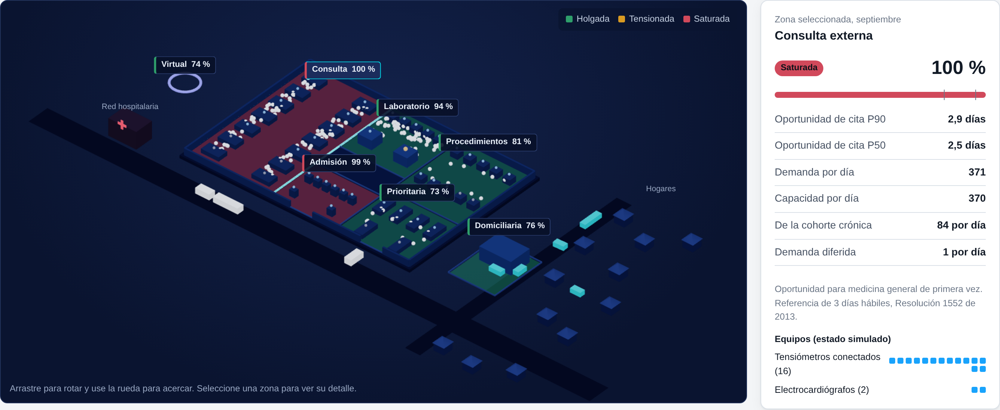 Holgada
Tensionada
Saturada
Virtual 74 %
Consulta 100 %
Red hospitalaria
Laboratorio 94 %
Procedimientos 81 %
Admisión 99 %
Prioritaria 73 %
Hogares
Domiciliaria 76 %
Arrastre para rotar y use la rueda para acercar. Seleccione una zona para ver su detalle.
Zona seleccionada, septiembre
Consulta externa
Saturada 100 %
Oportunidad de cita P90 2,9 días
Oportunidad de cita P50 2,5 días
Demanda por día 371
Capacidad por día 370
De la cohorte crónica 84 por día
Demanda diferida 1 por día
Oportunidad para medicina general de primera vez.
Referencia de 3 días hábiles, Resolución 1552 de
2013.
Equipos (estado simulado)
Tensiómetros conectados
(16)
Electrocardiógrafos (2)